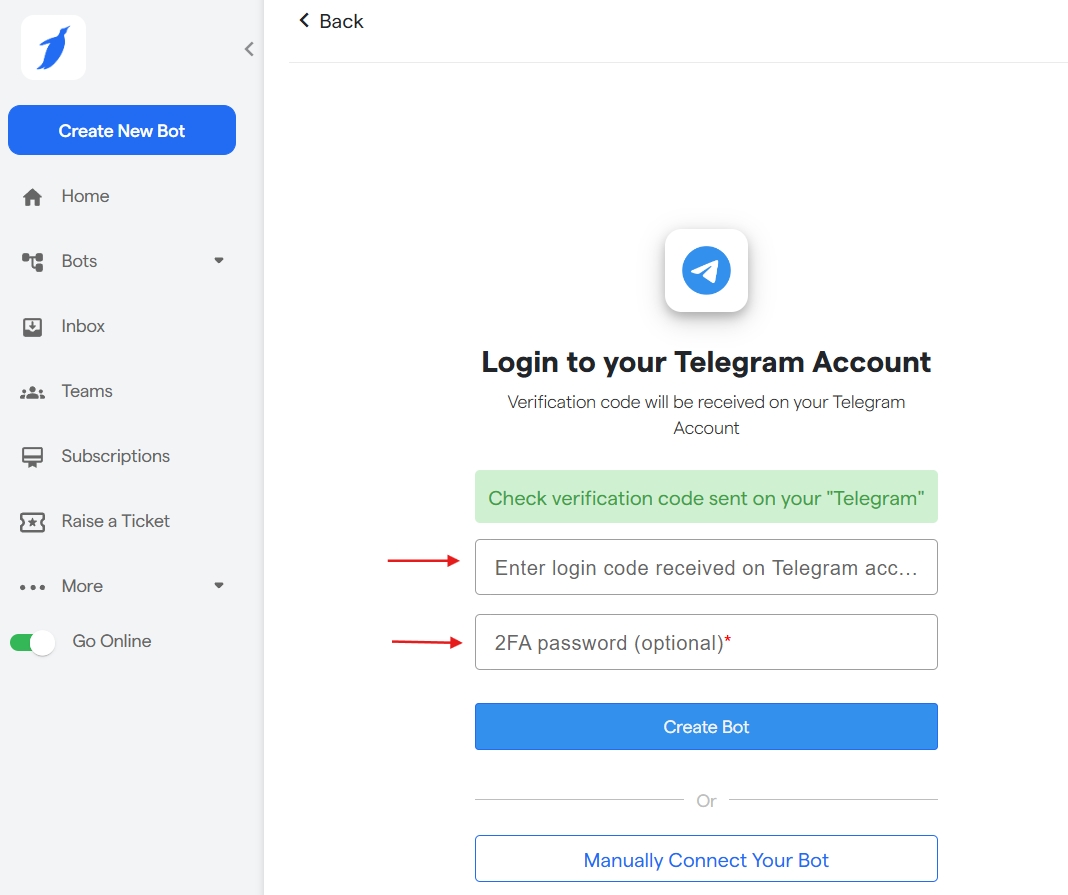 Back
Create New Bot
Home
Bots
Inbox
Teams
Subscriptions
Raise a Ticket
More
Go Online
Login to your Telegram Account
Verification code will be received on your Telegram
Account
Check verification code sent on your "Telegram"
Enter login code received on Telegram acc...
2FA password (optional)*
Create Bot
Or
Manually Connect Your Bot